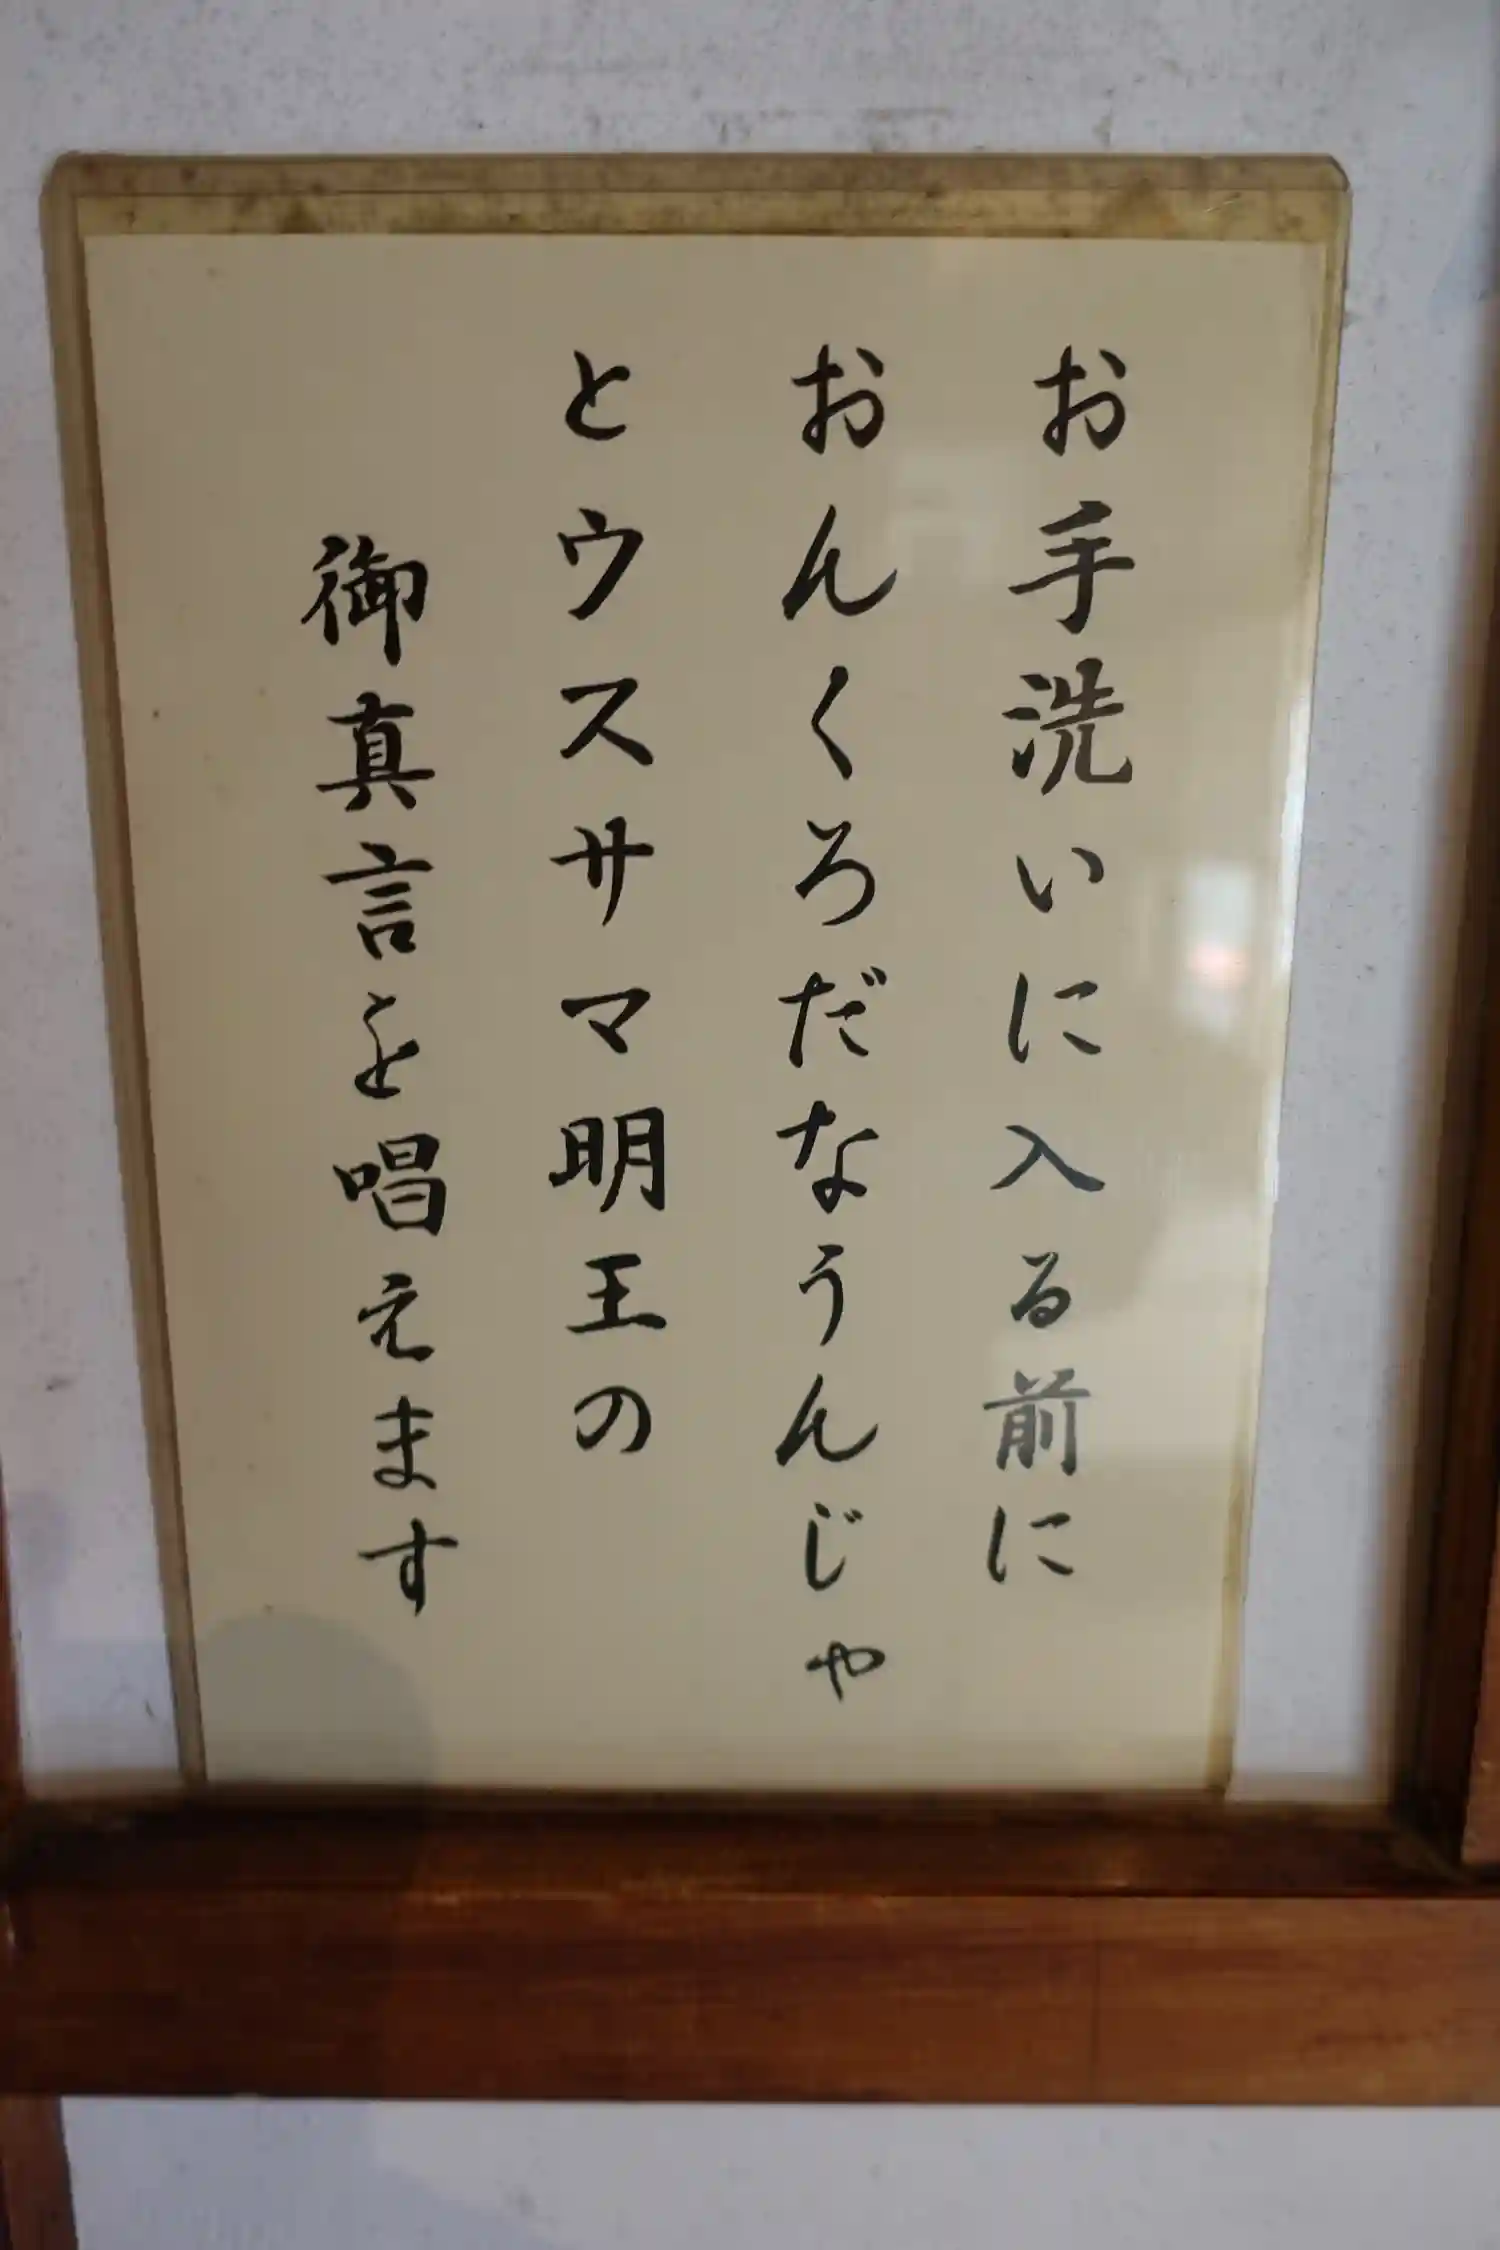 お手洗いに入る前に
おんくろだなうんじゃ
とウスサマ明王の
御真言を唱えます